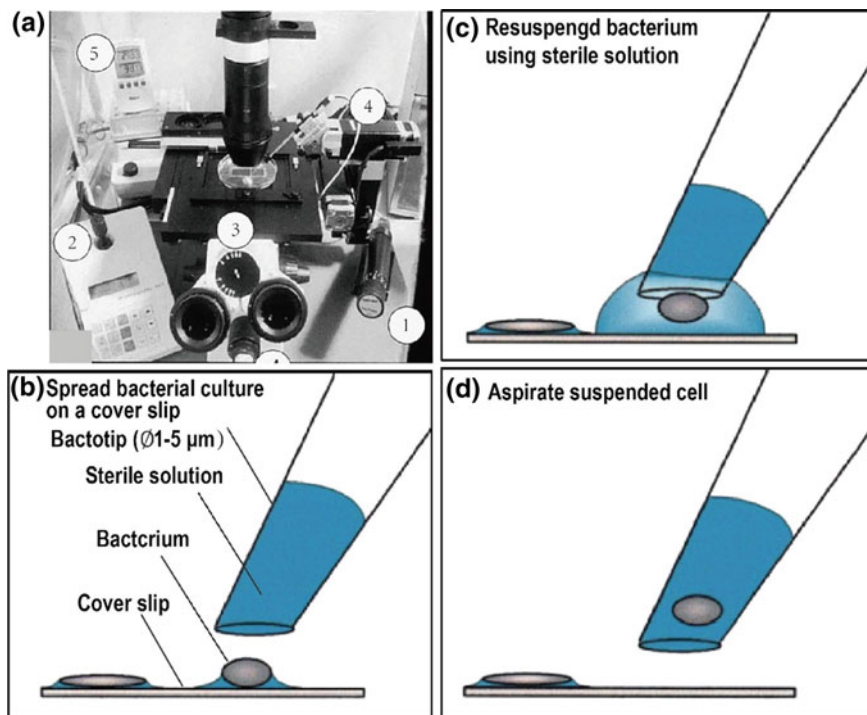 (a)
5
4
2
3
1
(b) Spread bacterial culture
on a cover slip
Bactotip (Ø1-5 µm)
Sterile solution
Bactcrium
Cover slip
(c) Resuspengd bacterium
using sterile solution
(d) Aspirate suspended cell